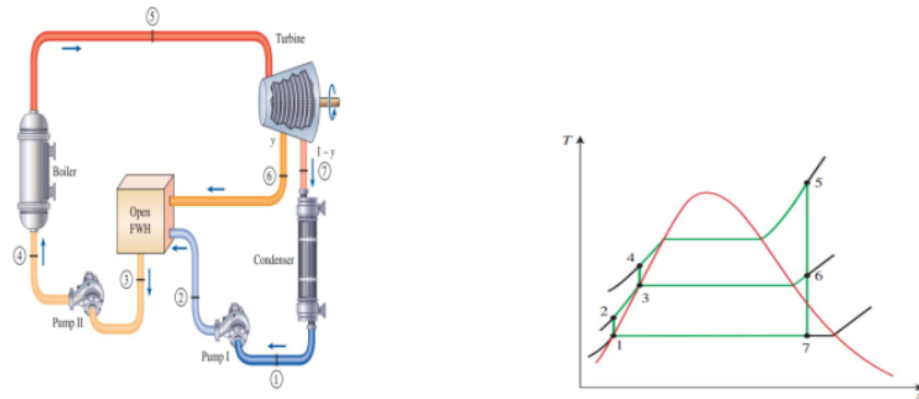 ⑤
Turbine
y
1 – y
⑥
⑦
Boiler
Open
FWH
④
③
②
Condenser
Pump II
Pump I
①
T
5
4
6
3
2
1
7